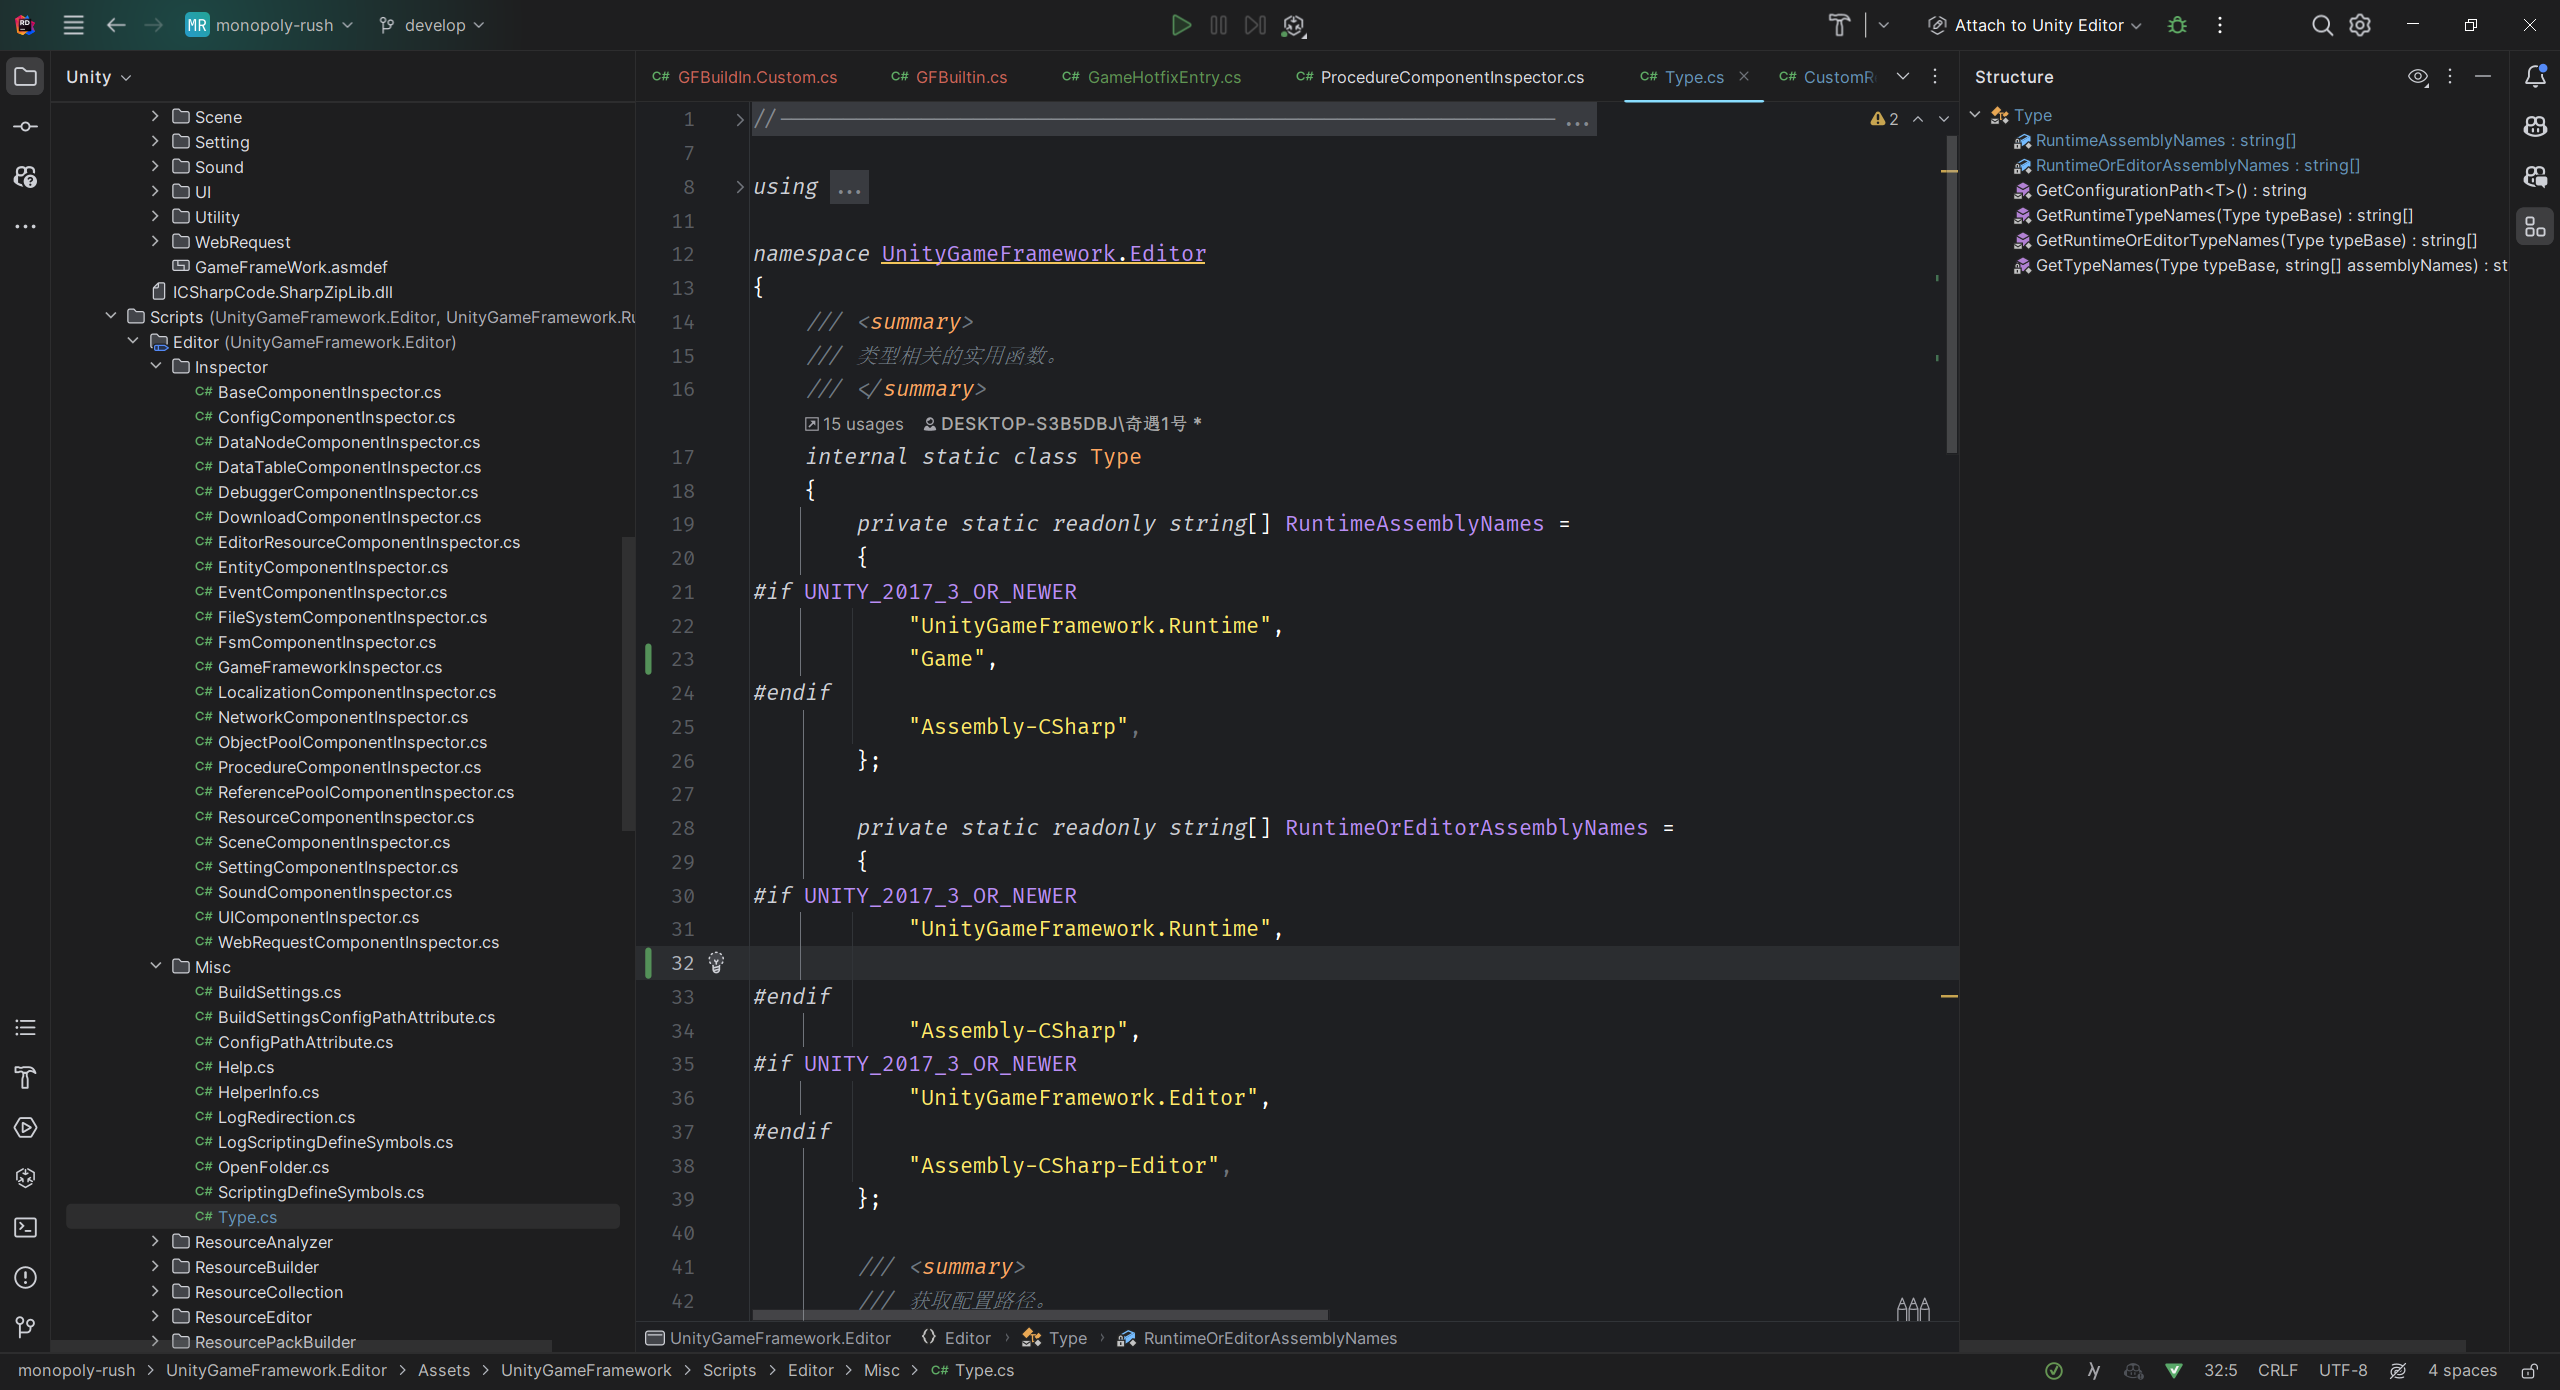 MR monopoly-rush develop Attach to Unity Editor
Unity
Scene
Setting
Sound
UI
Utility
WebRequest
GameFrameWork.asmdef
ICSharpCode.SharpZipLib.dll
Scripts (UnityGameFramework.Editor, UnityGameFramework.Ru
Editor (UnityGameFramework.Editor)
Inspector
C# BaseComponentInspector.cs
C# ConfigComponentInspector.cs
C# DataNodeComponentInspector.cs
C# DataTableComponentInspector.cs
C# DebuggerComponentInspector.cs
C# DownloadComponentInspector.cs
C# EditorResourceComponentInspector.cs
C# EntityComponentInspector.cs
C# EventComponentInspector.cs
C# FileSystemComponentInspector.cs
C# FsmComponentInspector.cs
C# GameFrameworkInspector.cs
C# LocalizationComponentInspector.cs
C# NetworkComponentInspector.cs
C# ObjectPoolComponentInspector.cs
C# ProcedureComponentInspector.cs
C# ReferencePoolComponentInspector.cs
C# ResourceComponentInspector.cs
C# SceneComponentInspector.cs
C# SettingComponentInspector.cs
C# SoundComponentInspector.cs
C# UIComponentInspector.cs
C# WebRequestComponentInspector.cs
Misc
C# BuildSettings.cs
C# BuildSettingsConfigPathAttribute.cs
C# ConfigPathAttribute.cs
C# Help.cs
C# HelperInfo.cs
C# LogRedirection.cs
C# LogScriptingDefineSymbols.cs
C# OpenFolder.cs
C# ScriptingDefineSymbols.cs
C# Type.cs
ResourceAnalyzer
ResourceBuilder
ResourceCollection
ResourceEditor
ResourcePackBuilder
C# GFBuildIn.Custom.cs C# GFBuiltin.cs C# GameHotfixEntry.cs C# ProcedureComponentInspector.cs C# Type.cs C# CustomR
1 // ... 2
7
8 using ...
11
12 namespace UnityGameFramework.Editor
13 {
14 /// <summary>
15 /// 类型相关的实用函数。
16 /// </summary>
15 usages DESKTOP-S3B5DBJ\奇遇1号 *
17 internal static class Type
18 {
19 private static readonly string[] RuntimeAssemblyNames =
20 {
21 #if UNITY_2017_3_OR_NEWER
22 "UnityGameFramework.Runtime",
23 "Game",
24 #endif
25 "Assembly-CSharp",
26 };
27
28 private static readonly string[] RuntimeOrEditorAssemblyNames =
29 {
30 #if UNITY_2017_3_OR_NEWER
31 "UnityGameFramework.Runtime",
32
33 #endif
34 "Assembly-CSharp",
35 #if UNITY_2017_3_OR_NEWER
36 "UnityGameFramework.Editor",
37 #endif
38 "Assembly-CSharp-Editor",
39 };
40
41 /// <summary>
42 /// 获取配置路径。
UnityGameFramework.Editor Editor Type RuntimeOrEditorAssemblyNames
Structure
Type
RuntimeAssemblyNames : string[]
RuntimeOrEditorAssemblyNames : string[]
GetConfigurationPath<T>() : string
GetRuntimeTypeNames(Type typeBase) : string[]
GetRuntimeOrEditorTypeNames(Type typeBase) : string[]
GetTypeNames(Type typeBase, string[] assemblyNames) : st
monopoly-rush > UnityGameFramework.Editor > Assets > UnityGameFramework > Scripts > Editor > Misc > C# Type.cs 32:5 CRLF UTF-8 4 spaces